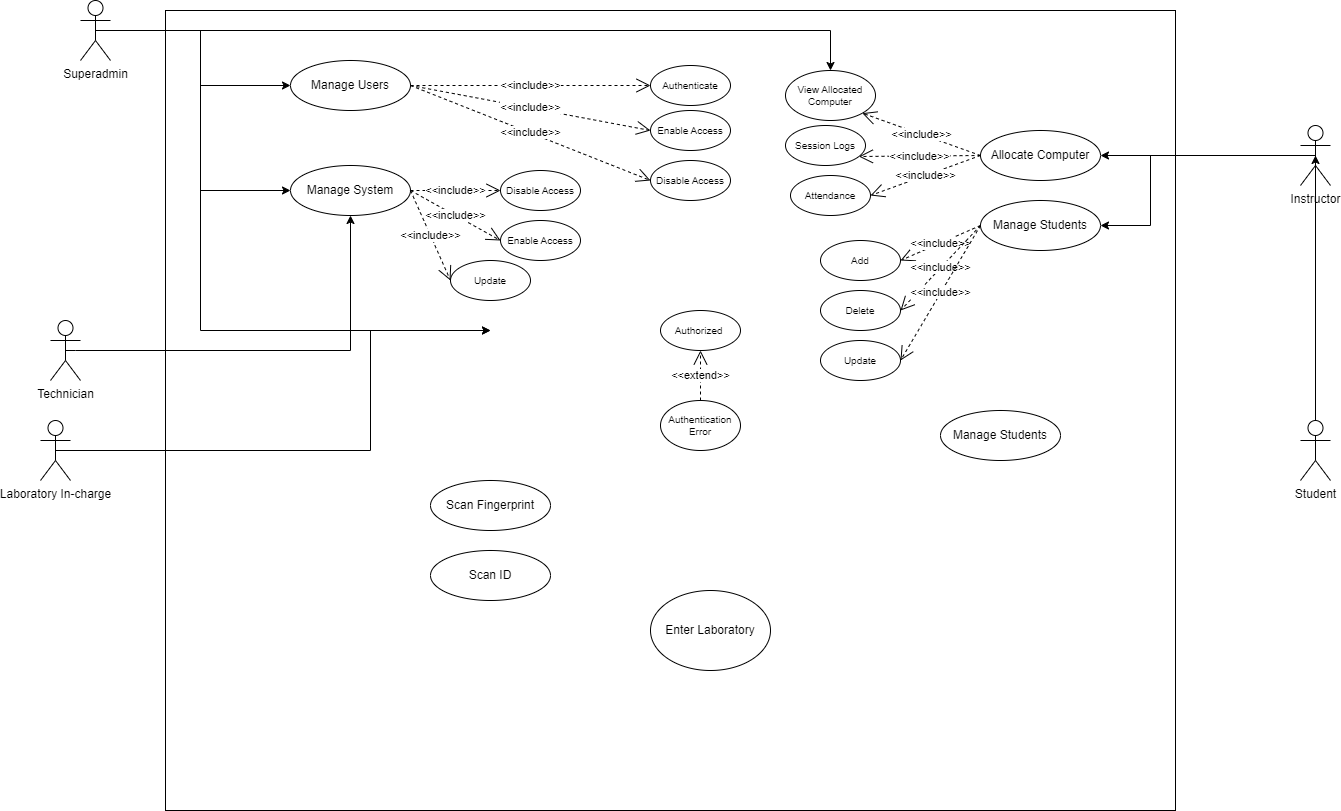 Superadmin
Manage Users
<<include>>
<<include>>
<<include>>
Authenticate
Enable Access
Disable Access
Manage System
<<include>>
<<include>>
<<include>>
Disable Access
Enable Access
Update
View Allocated
Computer
Session Logs
Attendance
<<include>>
<<include>>
<<include>>
Allocate Computer
Manage Students
<<include>>
<<include>>
<<include>>
Add
Delete
Update
Instructor
Technician
Authorized
<<extend>>
Authentication
Error
Manage Students
Laboratory In-charge
Student
Scan Fingerprint
Scan ID
Enter Laboratory